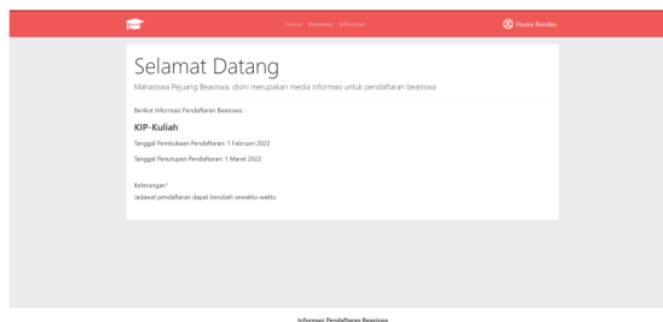 Home Beasiswa Informasi
Husen Randan
Selamat Datang
Mahasiswa Pejuang Beasiswa, disini merupakan media informasi untuk pendaftaran beasiswa
Berikut Informasi Pendaftaran Beasiswa :
KIP-Kuliah
Tanggal Pembukaan Pendaftaran: 1 Februari 2022
Tanggal Penutupan Pendaftaran: 1 Maret 2022
Keterangan*
Jadawal pendaftaran dapat berubah sewaktu-waktu
Informasi Pendaftaran Beasiswa